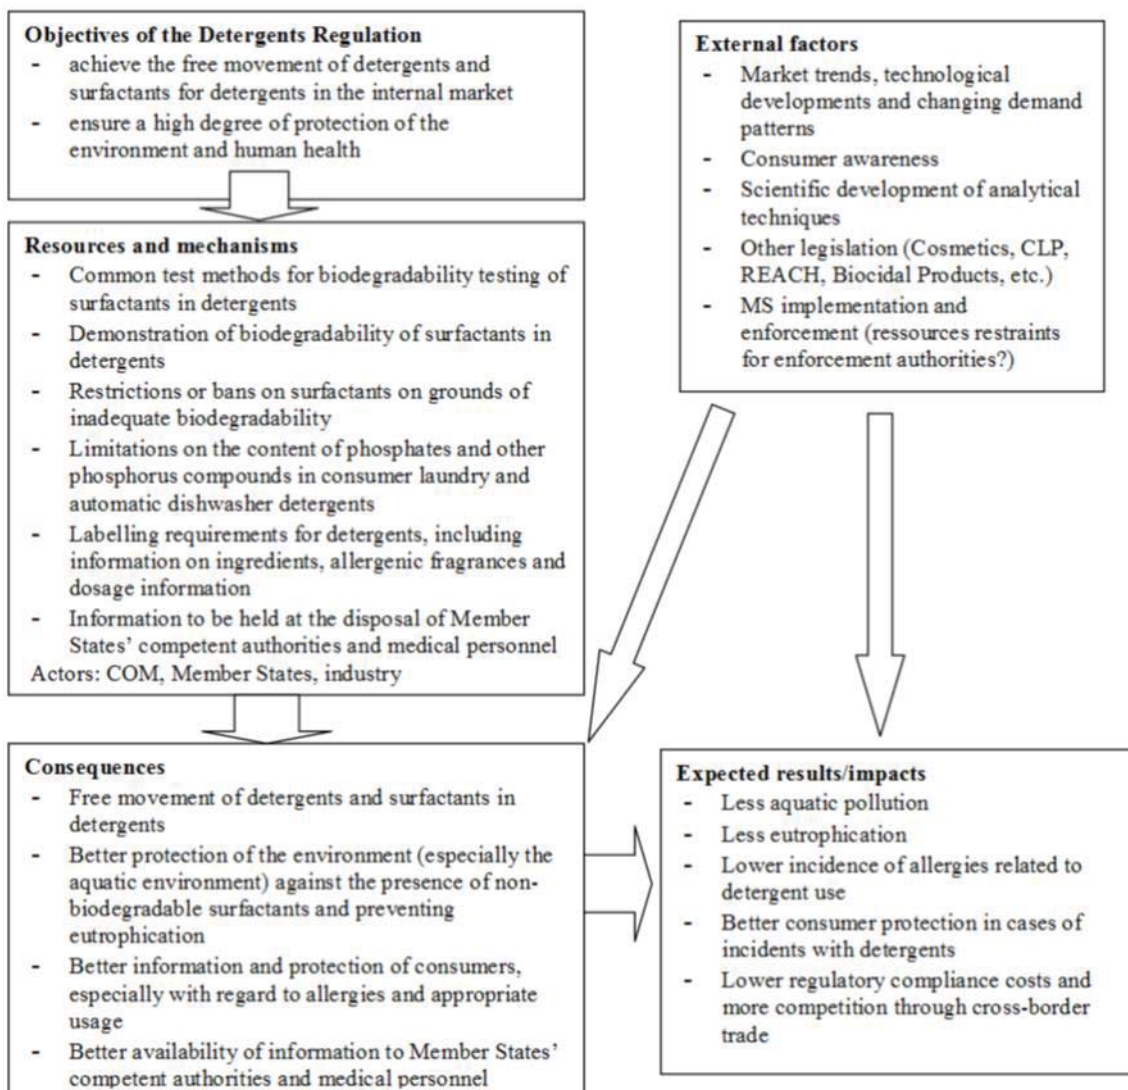 Objectives of the Detergents Regulation
- achieve the free movement of detergents and
surfactants for detergents in the internal market
- ensure a high degree of protection of the
environment and human health
Resources and mechanisms
- Common test methods for biodegradability testing of
surfactants in detergents
- Demonstration of biodegradability of surfactants in
detergents
- Restrictions or bans on surfactants on grounds of
inadequate biodegradability
- Limitations on the content of phosphates and other
phosphorus compounds in consumer laundry and
automatic dishwasher detergents
- Labelling requirements for detergents, including
information on ingredients, allergenic fragrances and
dosage information
- Information to be held at the disposal of Member
States’ competent authorities and medical personnel
Actors: COM, Member States, industry
Consequences
- Free movement of detergents and surfactants in
detergents
- Better protection of the environment (especially the
aquatic environment) against the presence of non-
biodegradable surfactants and preventing
eutrophication
- Better information and protection of consumers,
especially with regard to allergies and appropriate
usage
- Better availability of information to Member States’
competent authorities and medical personnel
External factors
- Market trends, technological
developments and changing demand
patterns
- Consumer awareness
- Scientific development of analytical
techniques
- Other legislation (Cosmetics, CLP,
REACH, Biocidal Products, etc.)
- MS implementation and
enforcement (ressources restraints
for enforcement authorities?)
Expected results/impacts
- Less aquatic pollution
- Less eutrophication
- Lower incidence of allergies related to
detergent use
- Better consumer protection in cases of
incidents with detergents
- Lower regulatory compliance costs and
more competition through cross-border
trade